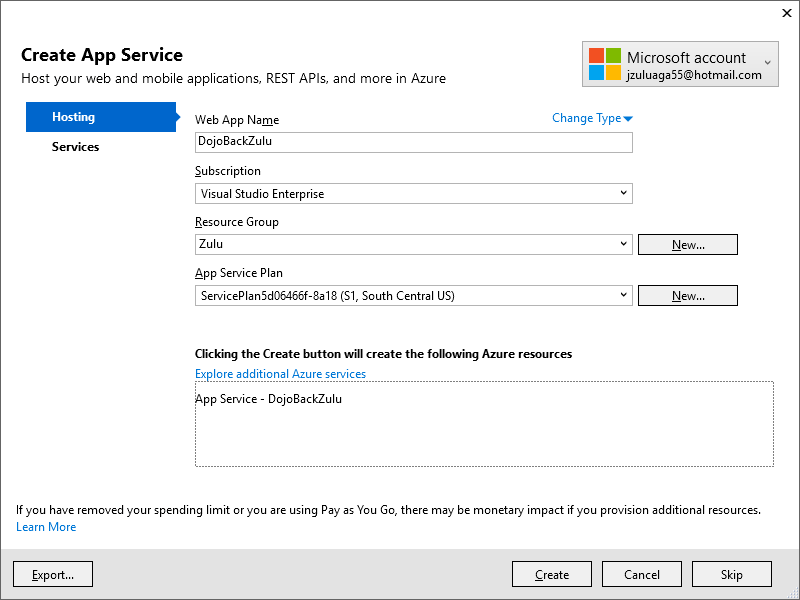 Create App Service
Host your web and mobile applications, REST APIs, and more in Azure
Microsoft account
jzuluaga55@hotmail.com
Hosting
Services
Web App Name
Change Type
DojoBackZulu
Subscription
Visual Studio Enterprise
Resource Group
Zulu
New...
App Service Plan
ServicePlan5d06466f-8a18 (S1, South Central US)
New...
Clicking the Create button will create the following Azure resources
Explore additional Azure services
App Service - DojoBackZulu
If you have removed your spending limit or you are using Pay as You Go, there may be monetary impact if you provision additional resources.
Learn More
Export...
Create
Cancel
Skip